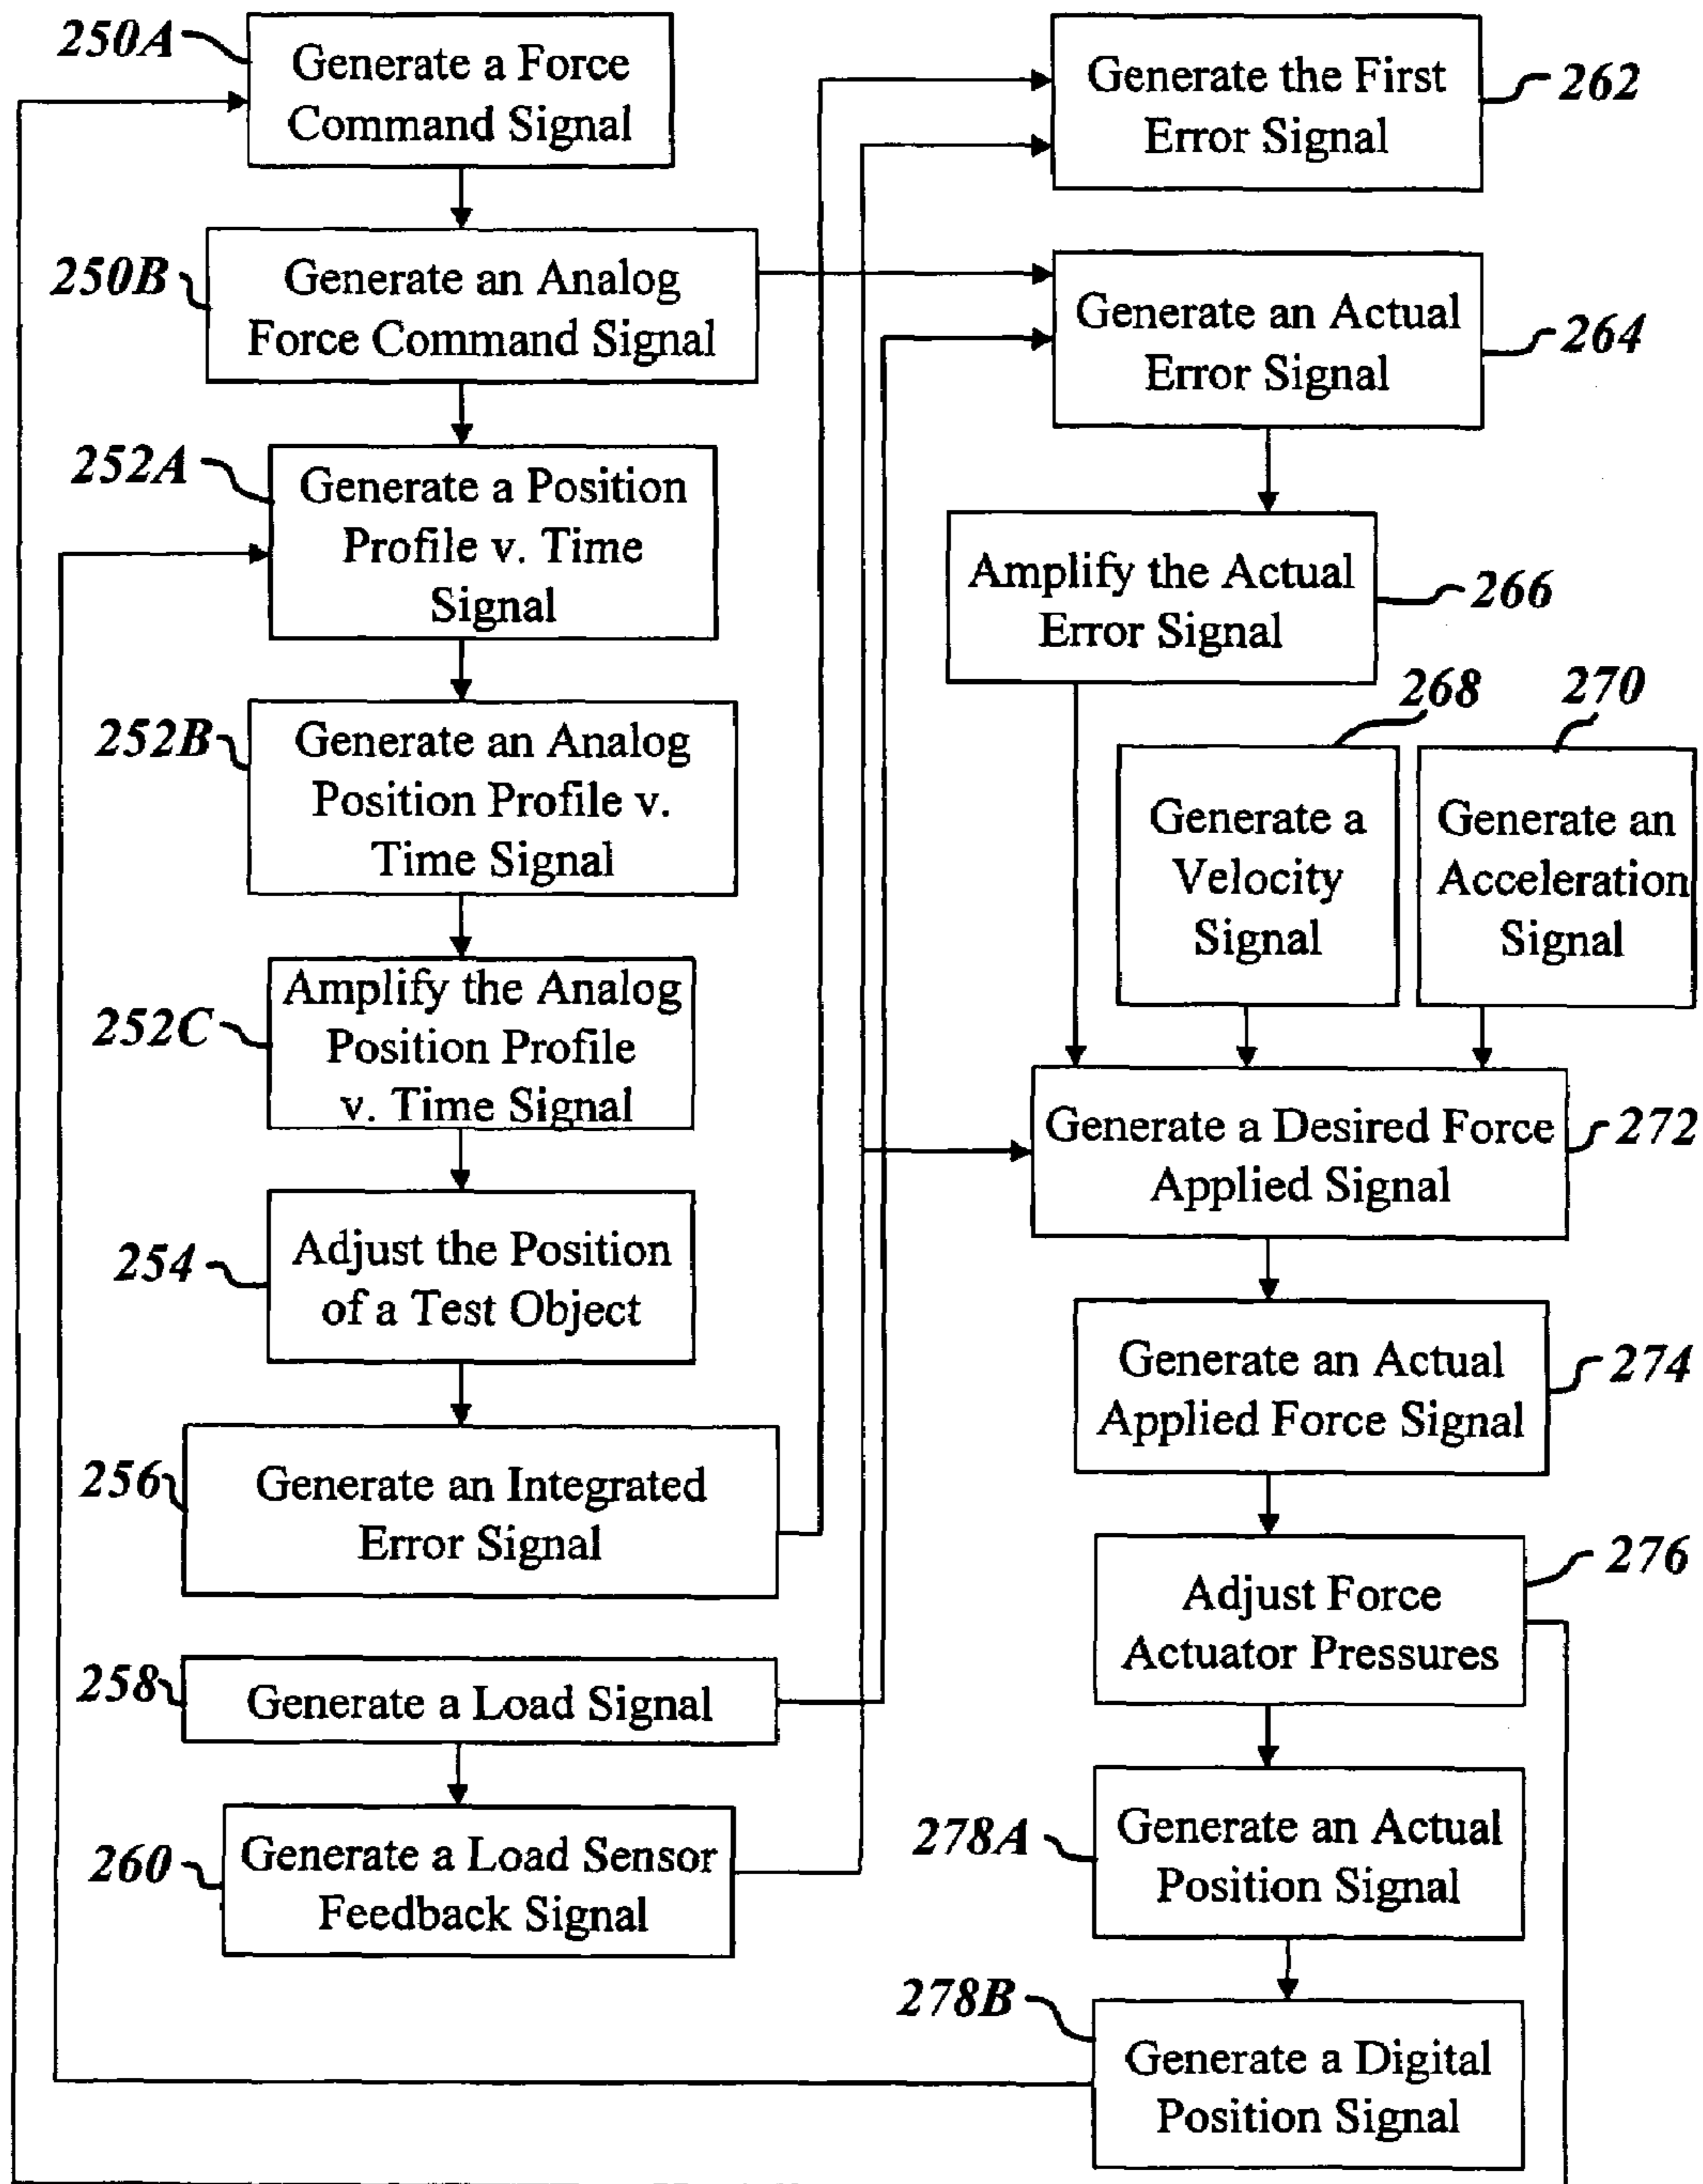 250A
Generate a Force
Command Signal
250B
Generate an Analog
Force Command Signal
252A
Generate a Position
Profile v. Time
Signal
252B
Generate an Analog
Position Profile v.
Time Signal
252C
Amplify the Analog
Position Profile
v. Time Signal
254
Adjust the Position
of a Test Object
256
Generate an Integrated
Error Signal
258
Generate a Load Signal
260
Generate a Load Sensor
Feedback Signal
Generate the First
Error Signal
262
Generate an Actual
Error Signal
264
Amplify the Actual
Error Signal
266
268
Generate a
Velocity
Signal
270
Generate an
Acceleration
Signal
Generate a Desired Force
Applied Signal
272
Generate an Actual
Applied Force Signal
274
Adjust Force
Actuator Pressures
276
278A
Generate an Actual
Position Signal
278B
Generate a Digital
Position Signal